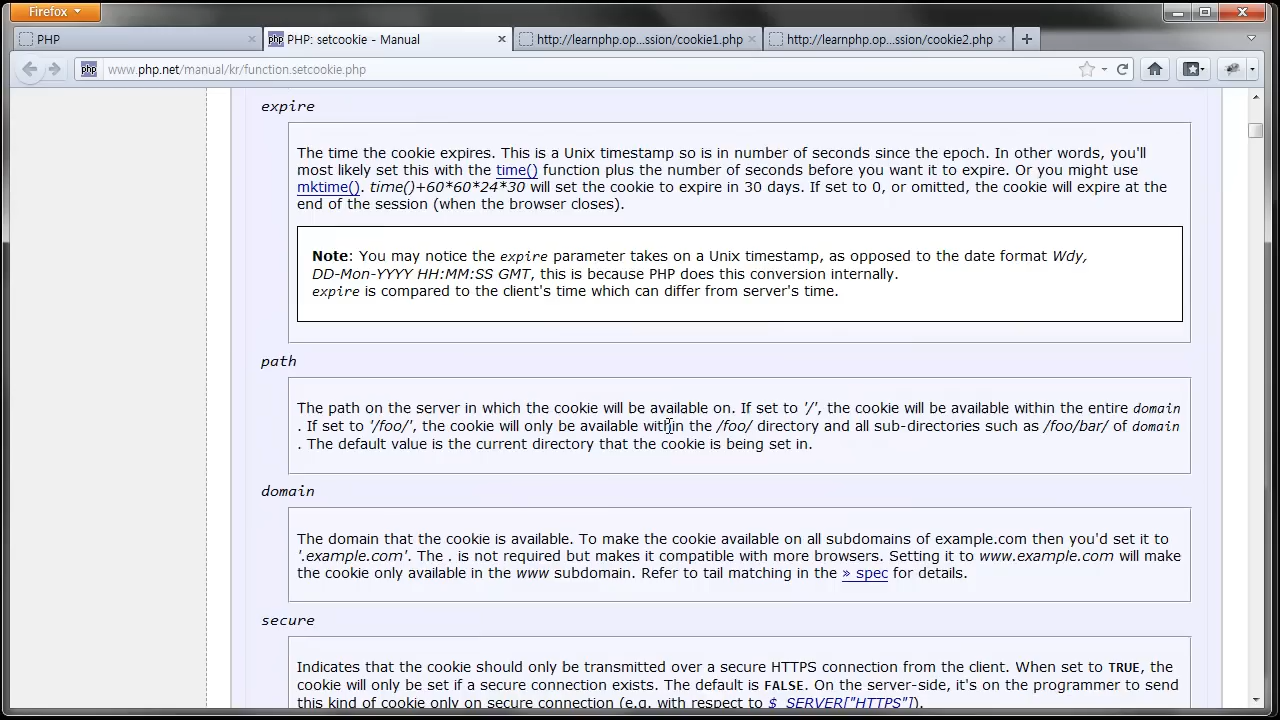 Firefox
PHP
php PHP: setcookie - Manual
http://learnphp.op...ssion/cookie1.php
http://learnphp.op...ssion/cookie2.php
php www.php.net/manual/kr/function.setcookie.php
expire
The time the cookie expires. This is a Unix timestamp so is in number of seconds since the epoch. In other words, you'll
most likely set this with the time() function plus the number of seconds before you want it to expire. Or you might use
mktime(). time()+60*60*24*30 will set the cookie to expire in 30 days. If set to 0, or omitted, the cookie will expire at the
end of the session (when the browser closes).
Note: You may notice the expire parameter takes on a Unix timestamp, as opposed to the date format Wdy,
DD-Mon-YYYY HH:MM:SS GMT, this is because PHP does this conversion internally.
expire is compared to the client's time which can differ from server's time.
path
The path on the server in which the cookie will be available on. If set to '/', the cookie will be available within the entire domain
. If set to '/foo/', the cookie will only be available within the /foo/ directory and all sub-directories such as /foo/bar/ of domain
. The default value is the current directory that the cookie is being set in.
domain
The domain that the cookie is available. To make the cookie available on all subdomains of example.com then you'd set it to
'.example.com'. The . is not required but makes it compatible with more browsers. Setting it to www.example.com will make
the cookie only available in the www subdomain. Refer to tail matching in the » spec for details.
secure
Indicates that the cookie should only be transmitted over a secure HTTPS connection from the client. When set to TRUE, the
cookie will only be set if a secure connection exists. The default is FALSE. On the server-side, it's on the programmer to send
this kind of cookie only on secure connection (e.g. with respect to $_SERVER["HTTPS"]).